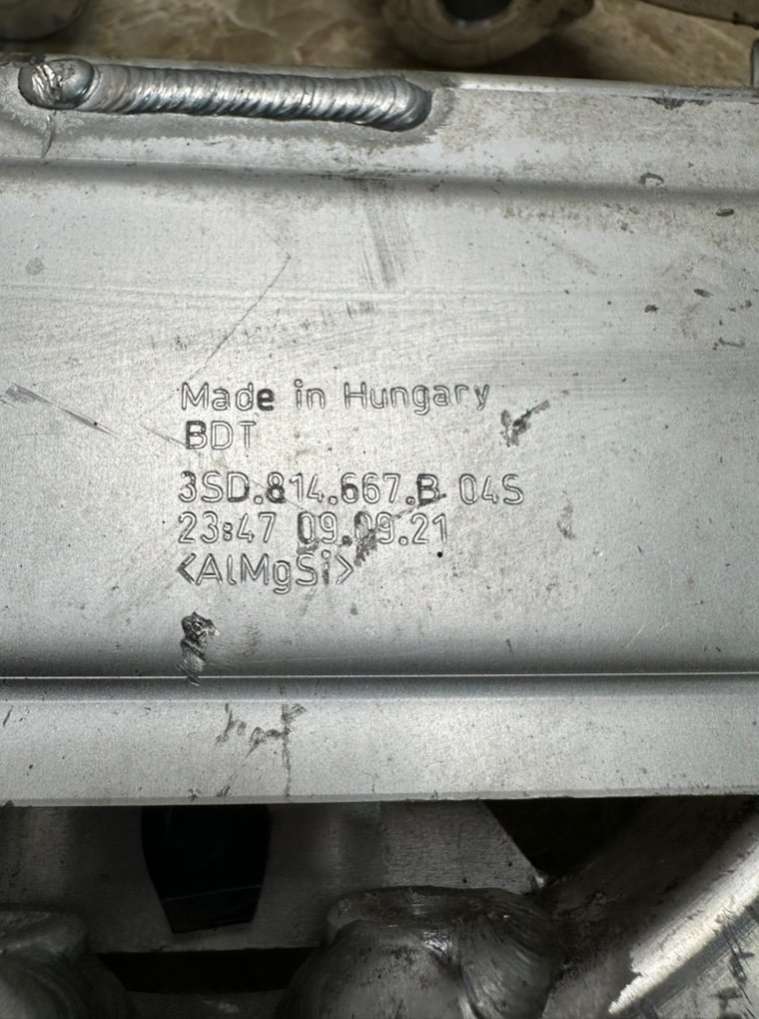 Made in Hungary
BDT
3SD.814.667.B 04S
23:47 09.09.21
<AlMgSi>